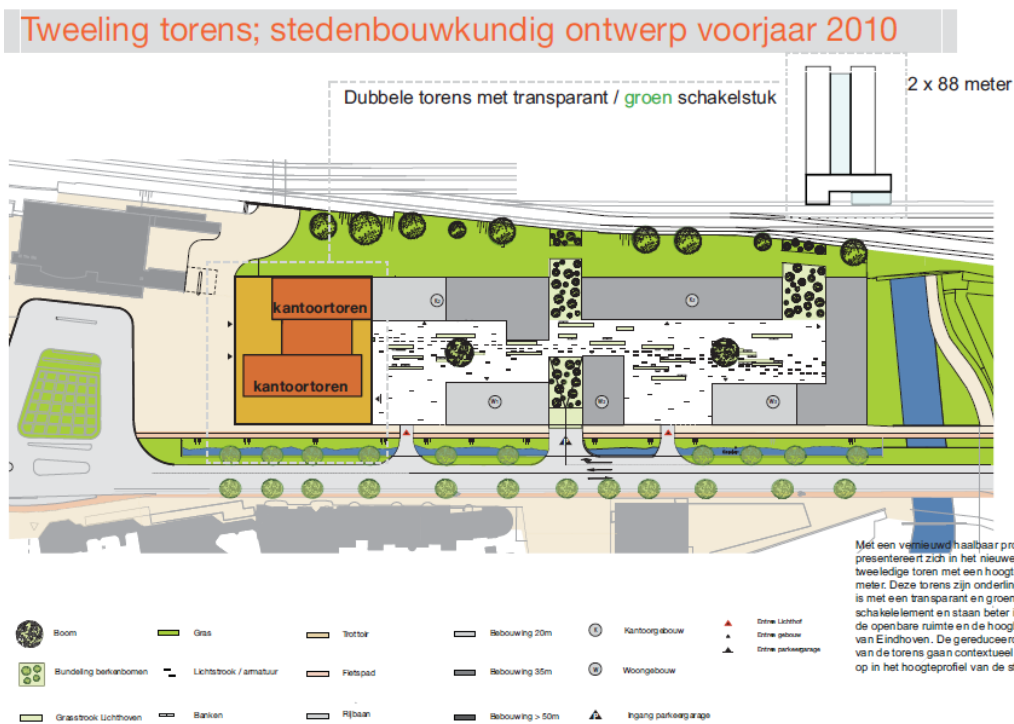 Tweeling torens; stedenbouwkundig ontwerp voorjaar 2010
Dubbele torens met transparant / groen schakelstuk
2 x 88 meter
kantoortoren
kantoortoren
Met een vernieuwd haalbaar pro
presentereert zich in het nieuwe
tweeledige toren met een hoogt
meter. Deze torens zijn onderlin
is met een transparant en groen
schakelelement en staan beter i
de openbare ruimte en de hoogt
van Eindhoven. De gereduceerd
van de torens gaan contextueel
op in het hoogteprofiel van de s
Boom
Gras
Trottoir
Bebouwing 20m
K
Kantoorgebouw
Entree Lichthof
Entree gebouw
Entree parkeergarage
Bundeling berkenbomen
Lichtstrook / armatuur
Fietspad
Bebouwing 35m
W
Woongebouw
Grasstrook Lichthoven
Banken
Rijbaan
Bebouwing > 50m
P
Ingang parkeergarage